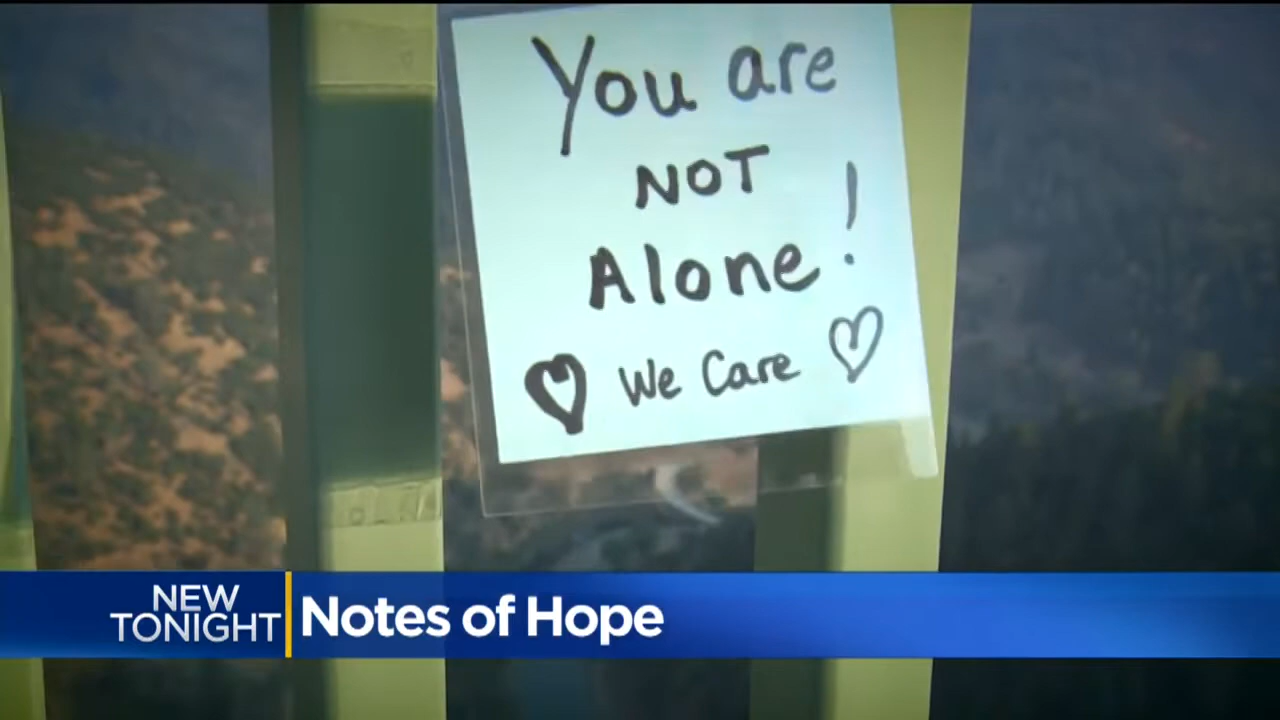 You are
NOT
Alone!
We Care
NEW
TONIGHT
Notes of Hope